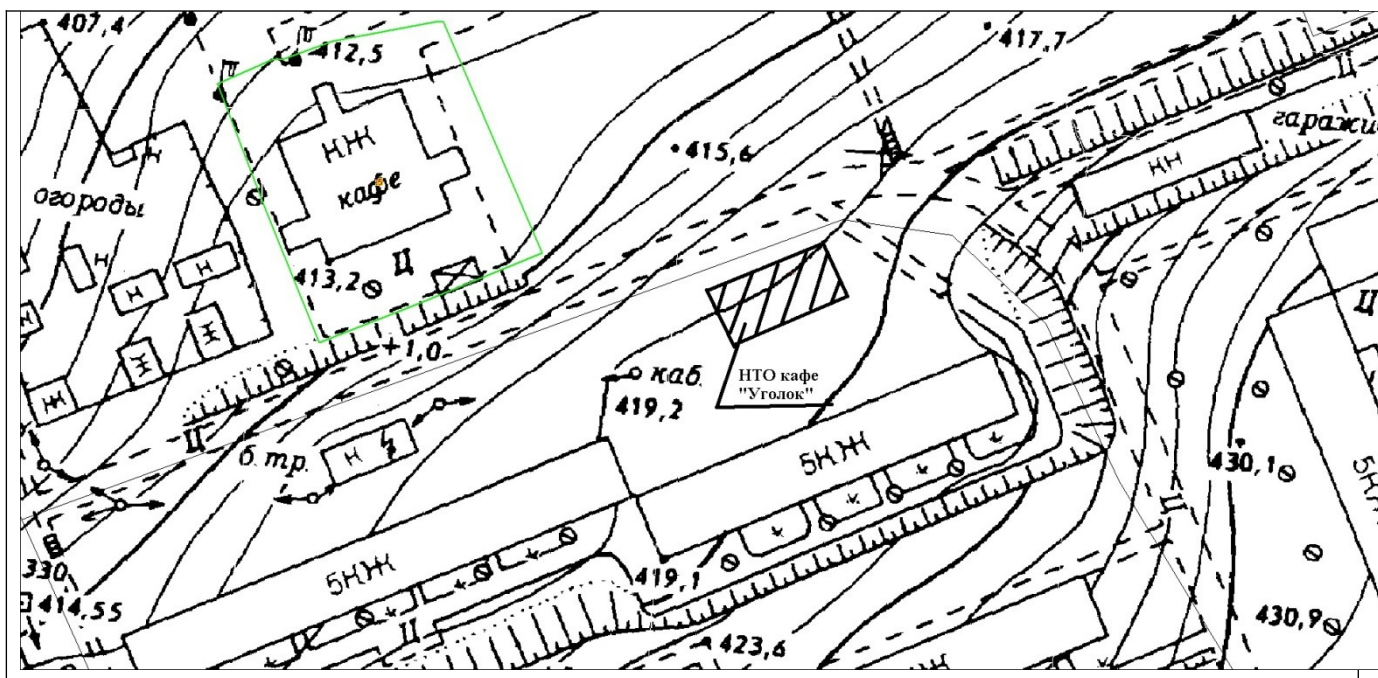 407,4
412,5
417,7
Ц
гаражи
КН
415,6
КЖ
кафе
огороды
Н
Н
Н
Н
Ц
413,2
Ж
Ж
Ж
+1,0
НТО кафе
"Уголок"
каб.
419,2
Ц
Ц
б. тр.
Н
5КЖ
430,1
5КЖ
Ц
330
414,55
5КЖ
419,1
Ц
423,6
430,9